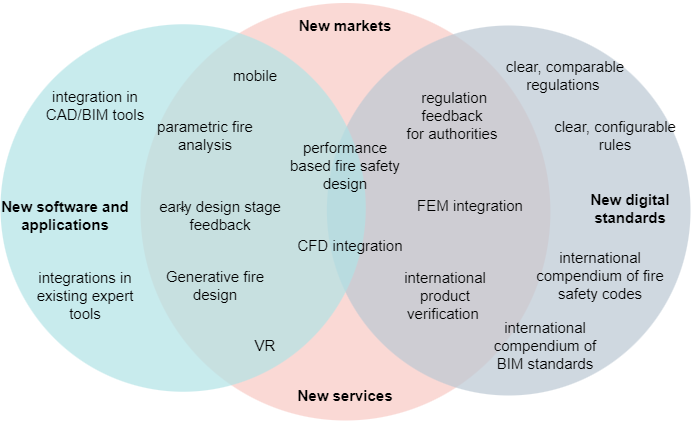 New markets
mobile
integration in
CAD/BIM tools
parametric fire
analysis
New software and
applications
early design stage
feedback
integrations in
existing expert
tools
Generative fire
design
VR
performance
based fire safety
design
CFD integration
New services
regulation
feedback
for authorities
FEM integration
international
product
verification
clear, comparable
regulations
clear, configurable
rules
New digital
standards
international
compendium of fire
safety codes
international
compendium of
BIM standards